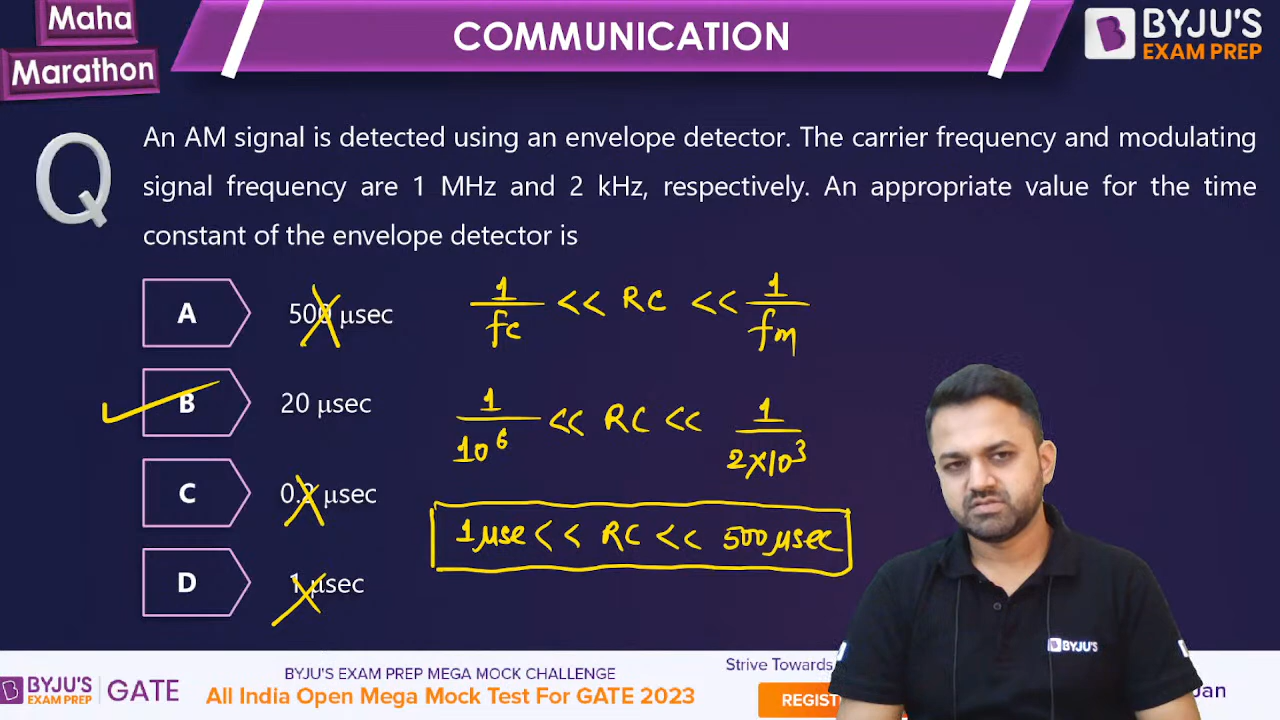 Maha
Marathon
COMMUNICATION
BYJU'S
EXAM PREP
Q
An AM signal is detected using an envelope detector. The carrier frequency and modulating
signal frequency are 1 MHz and 2 kHz, respectively. An appropriate value for the time
constant of the envelope detector is
A 500 μsec
B 20 μsec
C 0.2 μsec
D 1 μsec
1/fc << RC << 1/fm
1/10^6 << RC << 1/2×10^3
1 μse << RC << 500 μsec
BYJU'S
BYJU'S
EXAM PREP
GATE
BYJU'S EXAM PREP MEGA MOCK CHALLENGE
All India Open Mega Mock Test For GATE 2023
Strive Towards
REGIST
Jan